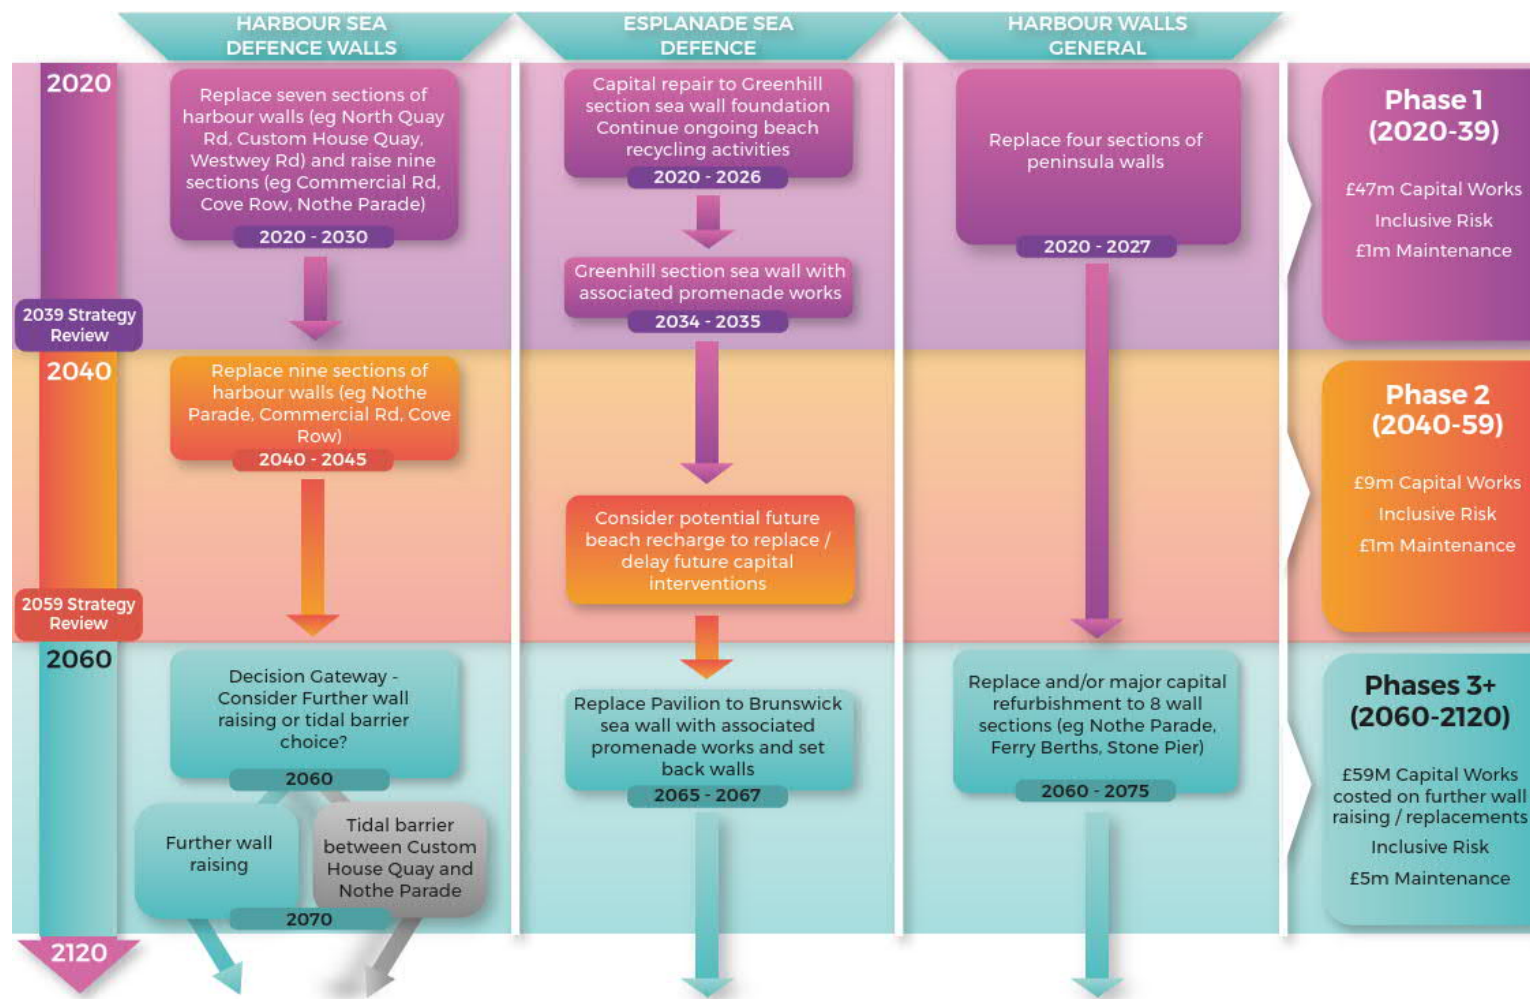 HARBOUR SEA
DEFENCE WALLS
ESPLANADE SEA
DEFENCE
HARBOUR WALLS
GENERAL
2020
2039 Strategy
Review
2040
2059 Strategy
Review
2060
2120
Replace seven sections of
harbour walls (eg North Quay
Rd, Custom House Quay,
Westwey Rd) and raise nine
sections (eg Commercial Rd,
Cove Row, Nothe Parade)
2020 - 2030
Replace nine sections of
harbour walls (eg Nothe
Parade, Commercial Rd, Cove
Row)
2040 - 2045
Decision Gateway -
Consider Further wall
raising or tidal barrier
choice?
2060
Further wall
raising
Tidal barrier
between Custom
House Quay and
Nothe Parade
2070
Capital repair to Greenhill
section sea wall foundation
Continue ongoing beach
recycling activities
2020 - 2026
Greenhill section sea wall with
associated promenade works
2034 - 2035
Consider potential future
beach recharge to replace /
delay future capital
interventions
Replace Pavilion to Brunswick
sea wall with associated
promenade works and set
back walls
2065 - 2067
Replace four sections of
peninsula walls
2020 - 2027
Replace and/or major capital
refurbishment to 8 wall
sections (eg Nothe Parade,
Ferry Berths, Stone Pier)
2060 - 2075
Phase 1
(2020-39)
£47m Capital Works
Inclusive Risk
£1m Maintenance
Phase 2
(2040-59)
£9m Capital Works
Inclusive Risk
£1m Maintenance
Phases 3+
(2060-2120)
£59M Capital Works
costed on further wall
raising / replacements
Inclusive Risk
£5m Maintenance